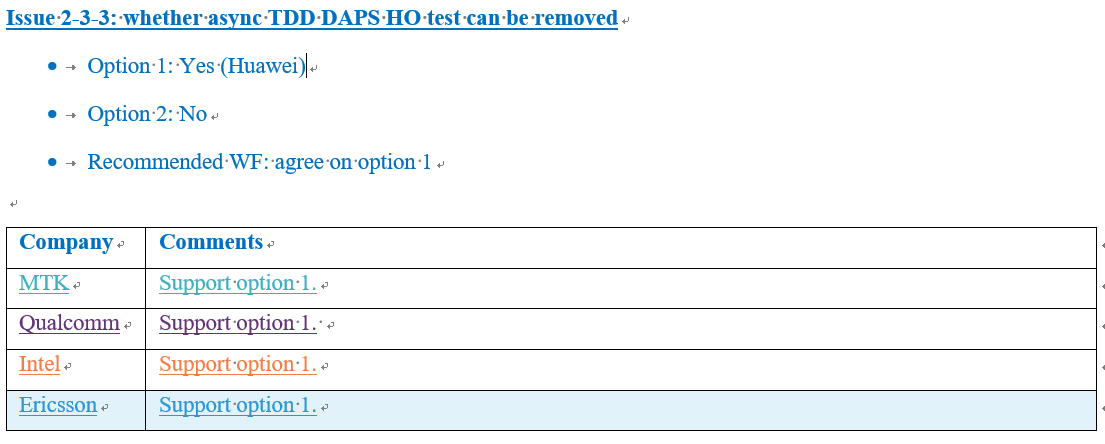 Issue 2-3-3: whether async TDD DAPS HO test can be removed
Option 1: Yes (Huawei)
Option 2: No
Recommended WF: agree on option 1
Company Comments
MTK Support option 1.
Qualcomm Support option 1.
Intel Support option 1.
Ericsson Support option 1.